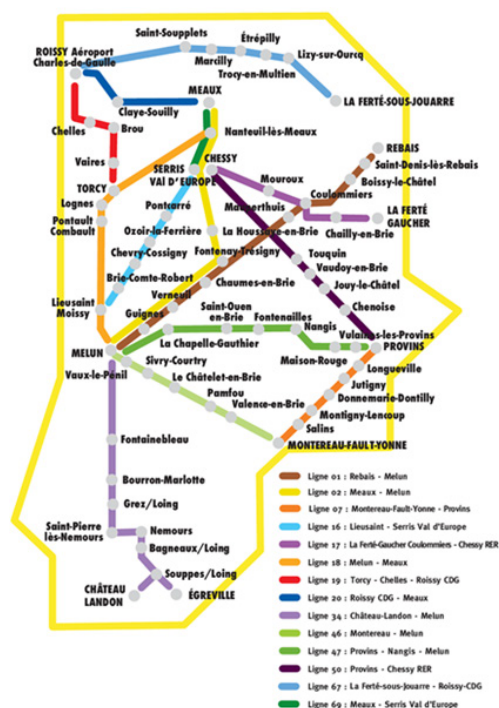 Saint-Soupplets
Étrépilly
Marcilly
Lizy-sur-Ourcq
Trocy-en-Multien
ROISSY Aéroport
Charles-de-Gaulle
MEAUX
LA FERTÉ-SOUS-JOUARRE
Claye-Souilly
Chelles
Brou
Nanteuil-lès-Meaux
REBAIS
Vaires
SERRIS
VAL D'EUROPE
CHESSY
Saint-Denis-lès-Rebais
Boissy-le-Châtel
TORCY
Mouroux
Coulommiers
Lognes
Pontcarré
Mauperthuis
LA FERTÉ
GAUCHER
Pontault
Combault
Ozoir-la-Ferrière
La Houssaye-en-Brie
Chailly-en-Brie
Chevry-Cossigny
Fontenay-Trésigny
Touquin
Vaudoy-en-Brie
Brie-Comte-Robert
Chaumes-en-Brie
Jouy-le-Châtel
Lieusaint
Moissy
Verneuil
Chenoise
Guignes
Saint-Ouen
en-Brie
Fontenailles
Nangis
Vulaines-les-Provins
MELUN
La Chapelle-Gauthier
PROVINS
Vaux-le-Pénil
Sivry-Courtry
Maison-Rouge
Longueville
Le Châtelet-en-Brie
Jutigny
Pamfou
Donnemarie-Dontilly
Valence-en-Brie
Montigny-Lencoup
Salins
Fontainebleau
MONTEREAU-FAULT-YONNE
Bourron-Marlotte
Grez/Loing
Saint-Pierre
lès-Nemours
Nemours
Bagneaux/Loing
Souppes/Loing
CHÂTEAU
LANDON
ÉGREVILLE
Ligne 01 : Rebais - Melun
Ligne 02 : Meaux - Melun
Ligne 07 : Montereau-Fault-Yonne - Provins
Ligne 16 : Lieusaint - Serris Val d'Europe
Ligne 17 : La Ferté-Gaucher Coulommiers - Chessy RER
Ligne 18 : Melun - Meaux
Ligne 19 : Torcy - Chelles - Roissy CDG
Ligne 20 : Roissy CDG - Meaux
Ligne 34 : Château-Landon - Melun
Ligne 46 : Montereau - Melun
Ligne 47 : Provins - Nangis - Melun
Ligne 50 : Provins - Chessy RER
Ligne 67 : La Ferté-sous-Jouarre - Roissy-CDG
Ligne 69 : Meaux - Serris Val d'Europe